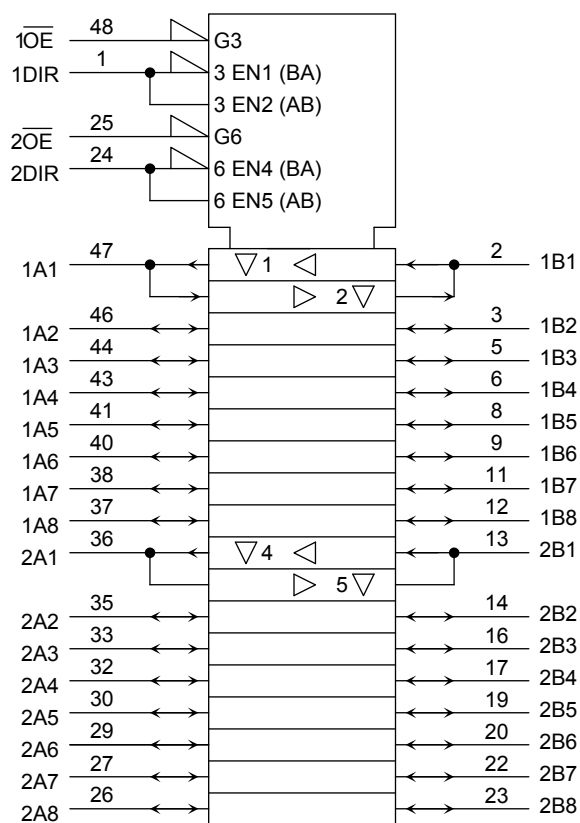 48
1O̅E̅ G3
1
1DIR 3 EN1 (BA)
3 EN2 (AB)
25
2O̅E̅ G6
24
2DIR 6 EN4 (BA)
6 EN5 (AB)
47 1 2
1A1 1B1
2
46 3
1A2 1B2
44 5
1A3 1B3
43 6
1A4 1B4
41 8
1A5 1B5
40 9
1A6 1B6
38 11
1A7 1B7
37 12
1A8 1B8
36 4 13
2A1 2B1
5
35 14
2A2 2B2
33 16
2A3 2B3
32 17
2A4 2B4
30 19
2A5 2B5
29 20
2A6 2B6
27 22
2A7 2B7
26 23
2A8 2B8